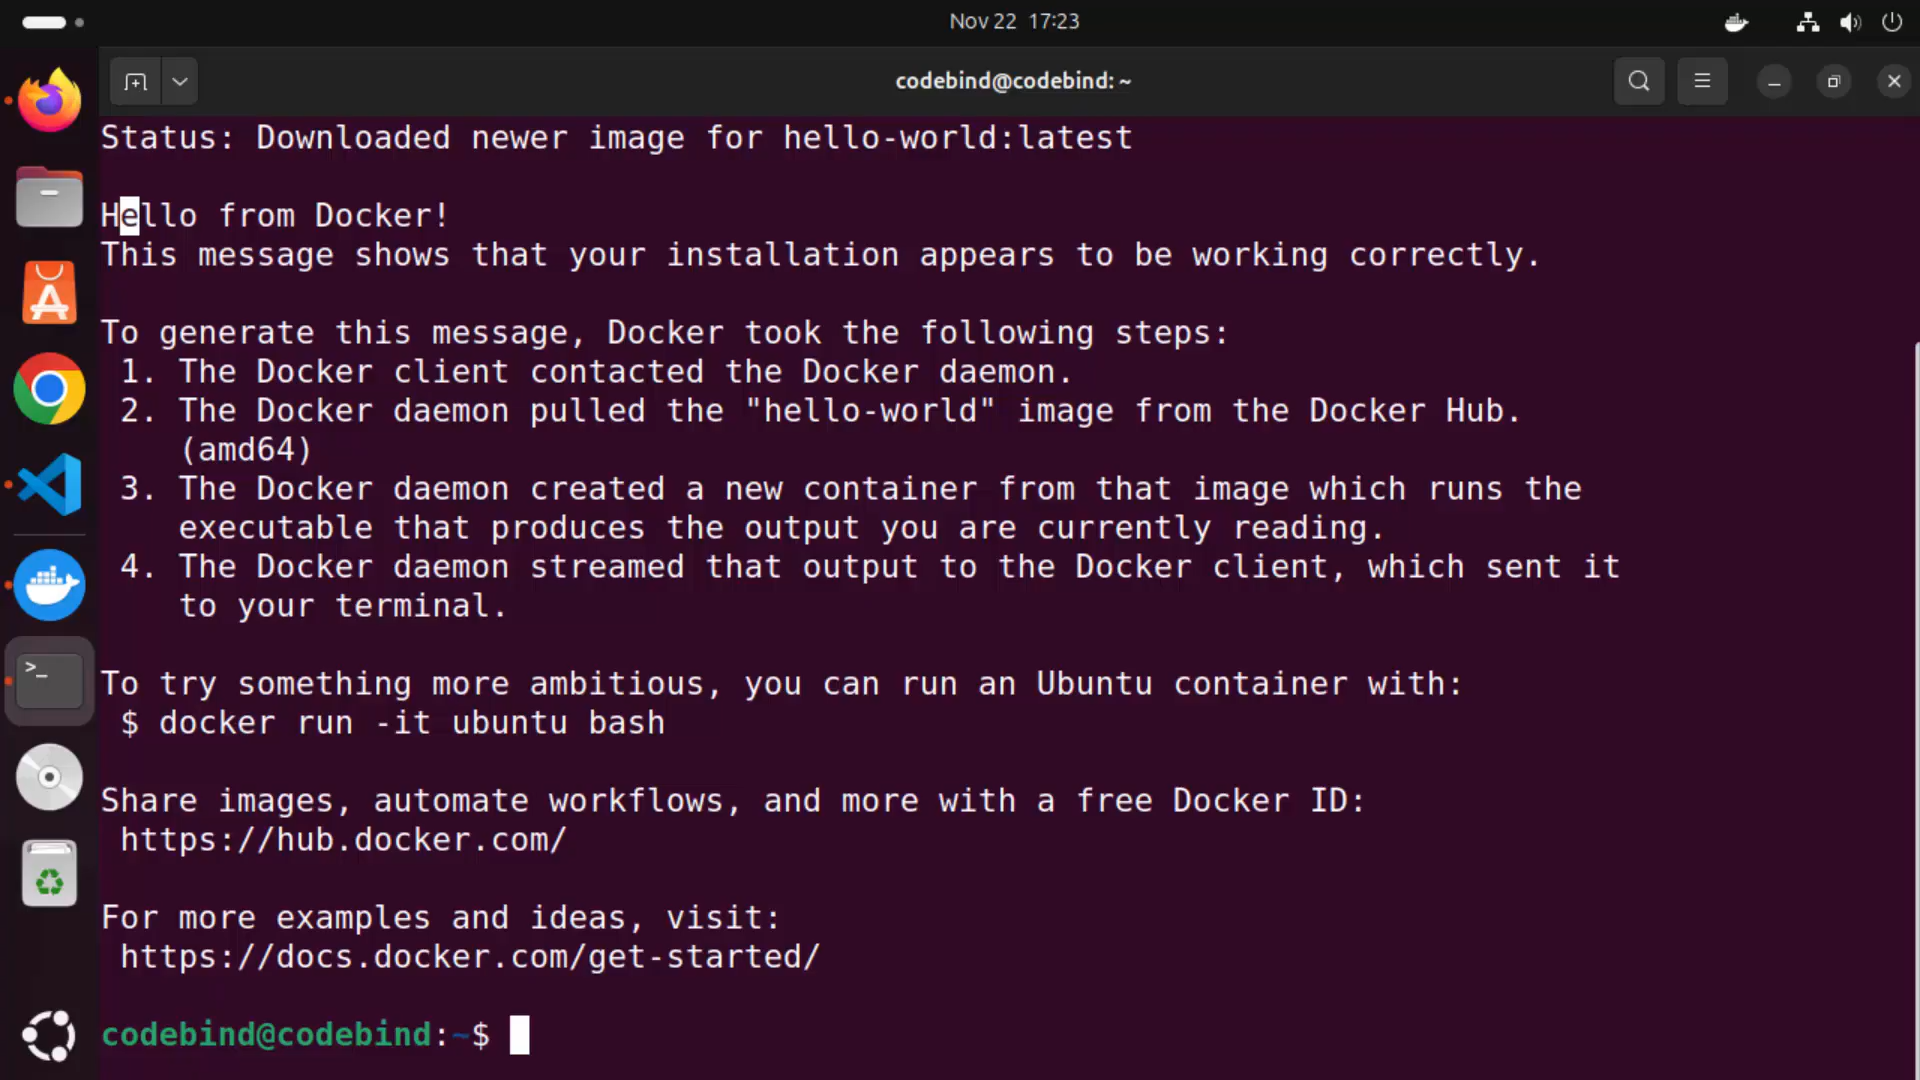 Nov 22 17:23
codebind@codebind: ~
Status: Downloaded newer image for hello-world:latest
Hello from Docker!
This message shows that your installation appears to be working correctly.
To generate this message, Docker took the following steps:
1. The Docker client contacted the Docker daemon.
2. The Docker daemon pulled the "hello-world" image from the Docker Hub.
(amd64)
3. The Docker daemon created a new container from that image which runs the
executable that produces the output you are currently reading.
4. The Docker daemon streamed that output to the Docker client, which sent it
to your terminal.
To try something more ambitious, you can run an Ubuntu container with:
$ docker run -it ubuntu bash
Share images, automate workflows, and more with a free Docker ID:
https://hub.docker.com/
For more examples and ideas, visit:
https://docs.docker.com/get-started/
codebind@codebind:~$